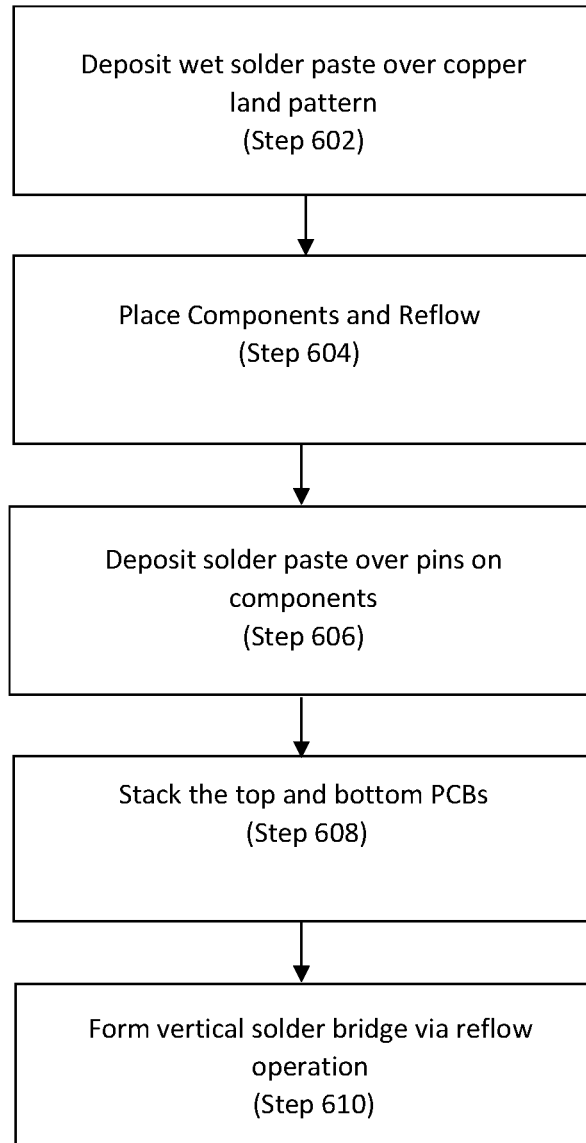 Deposit wet solder paste over copper
land pattern
(Step 602)
Place Components and Reflow
(Step 604)
Deposit solder paste over pins on
components
(Step 606)
Stack the top and bottom PCBs
(Step 608)
Form vertical solder bridge via reflow
operation
(Step 610)